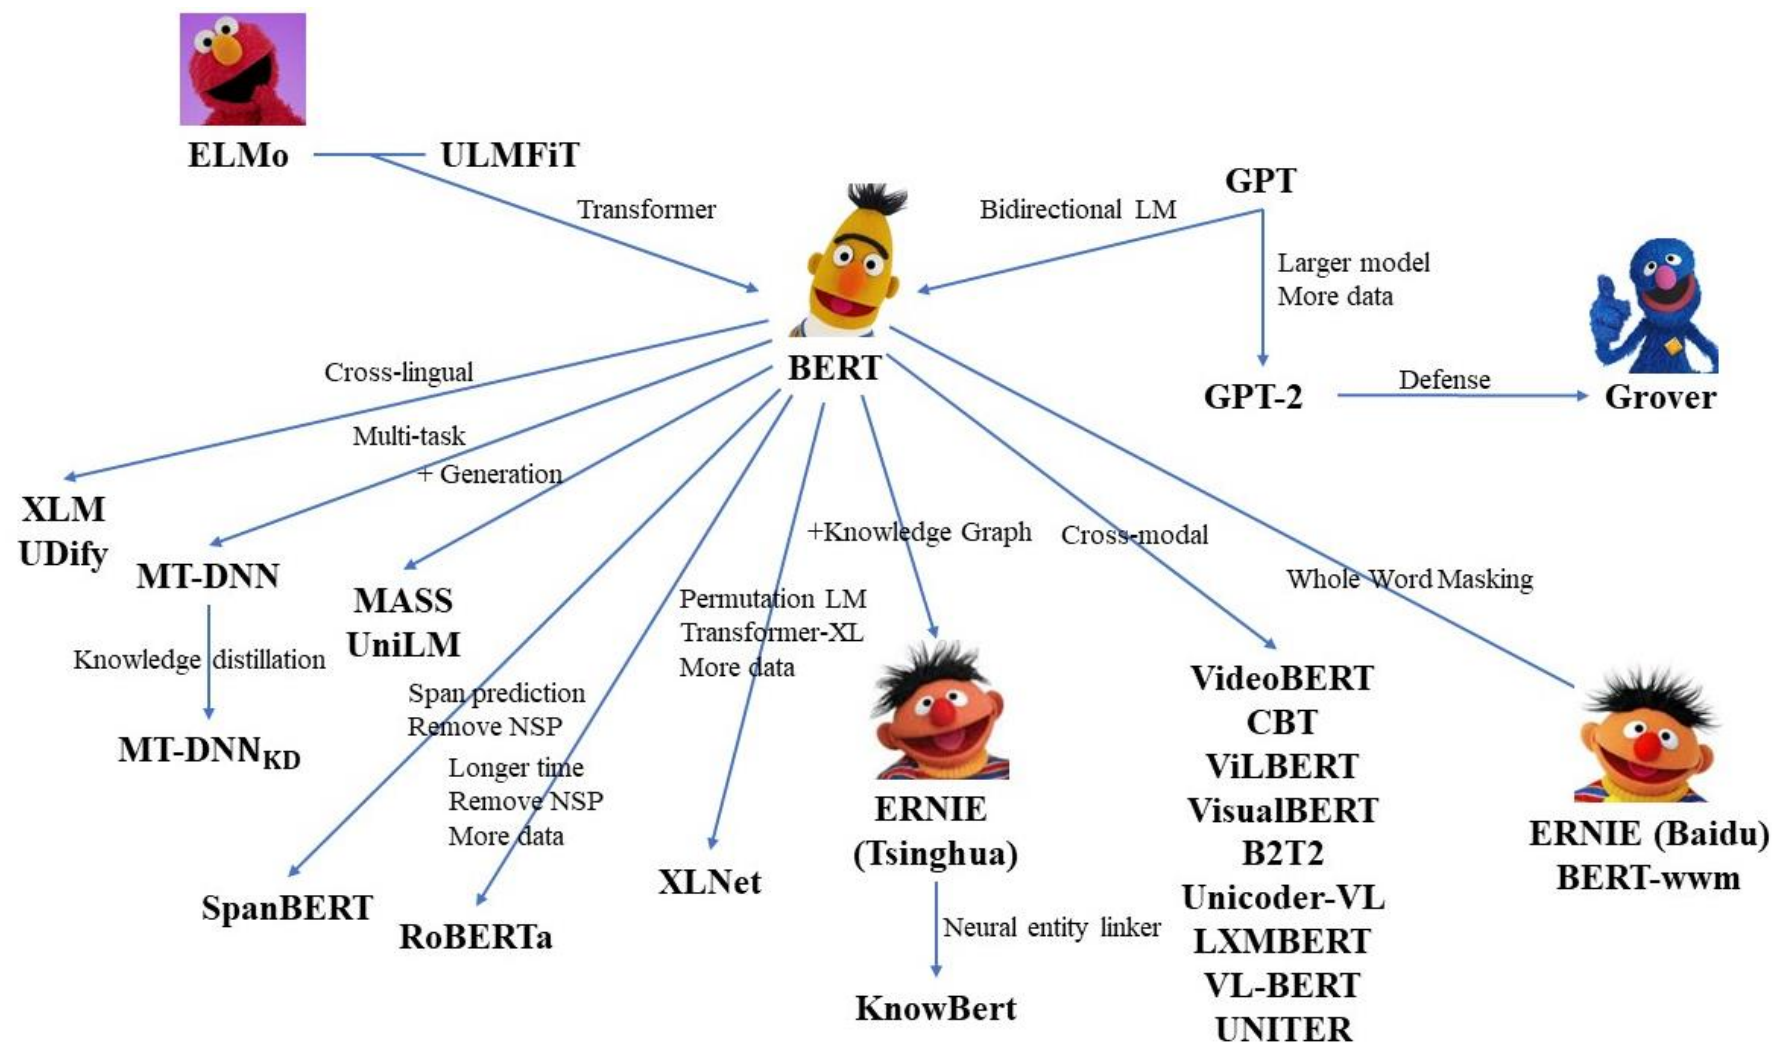 ELMo
ULMFiT
GPT
Transformer
Bidirectional LM
Larger model
More data
BERT
Cross-lingual
GPT-2
Defense
Grover
Multi-task
+ Generation
XLM
UDify
MT-DNN
MASS
UniLM
+Knowledge Graph
Cross-modal
Whole Word Masking
Permutation LM
Transformer-XL
More data
Knowledge distillation
Span prediction
Remove NSP
MT-DNNKD
Longer time
Remove NSP
More data
SpanBERT
RoBERTa
XLNet
ERNIE
(Tsinghua)
Neural entity linker
KnowBert
VideoBERT
CBT
ViLBERT
VisualBERT
B2T2
Unicoder-VL
LXMBERT
VL-BERT
UNITER
ERNIE (Baidu)
BERT-wwm